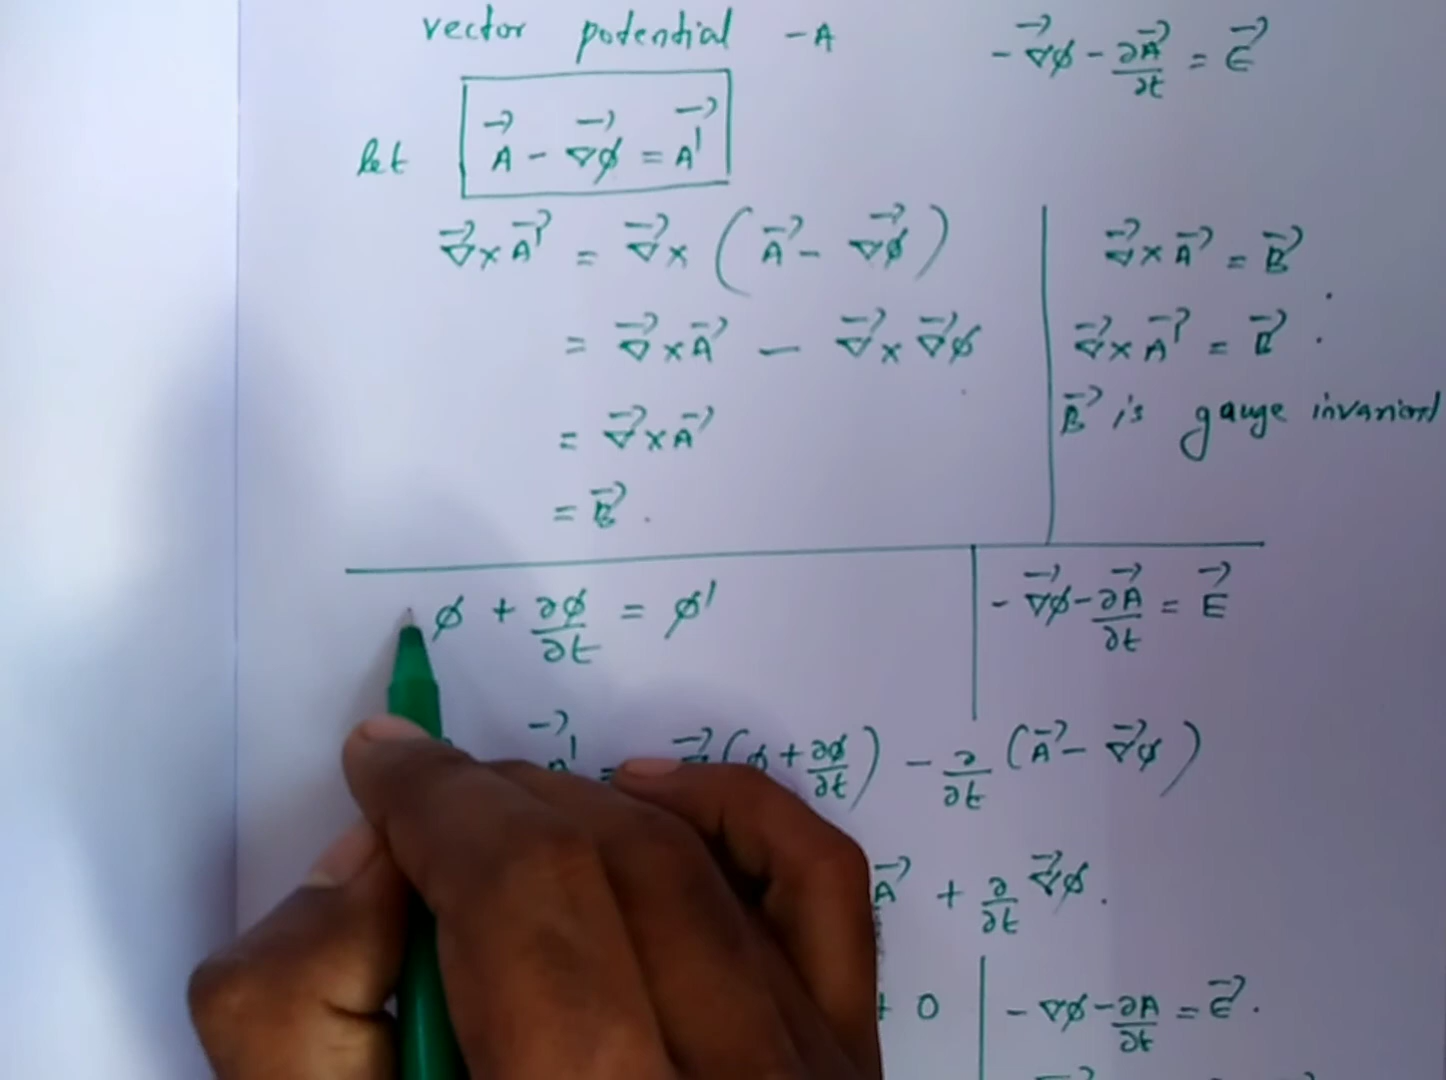 vector potential - A
-∇⃗ϕ - ∂A⃗/∂t = E⃗
let A⃗ - ∇⃗ϕ = A⃗'
∇⃗×A⃗' = ∇⃗× (A⃗ - ∇⃗ϕ)
= ∇⃗×A⃗ - ∇⃗×∇⃗ϕ
= ∇⃗×A⃗
= B⃗ .
∇⃗×A⃗ = B⃗
∇⃗×A⃗' = B⃗ .
B⃗ is gauge invariant
ϕ + ∂ϕ/∂t = ϕ'
-∇⃗ϕ - ∂A⃗/∂t = E⃗
A⃗' = ∇⃗(ϕ + ∂ϕ/∂t) - ∂/∂t (A⃗ - ∇⃗ϕ)
A⃗ + ∂/∂t ∇⃗ϕ .
+ 0
-∇ϕ - ∂A/∂t = E⃗ .